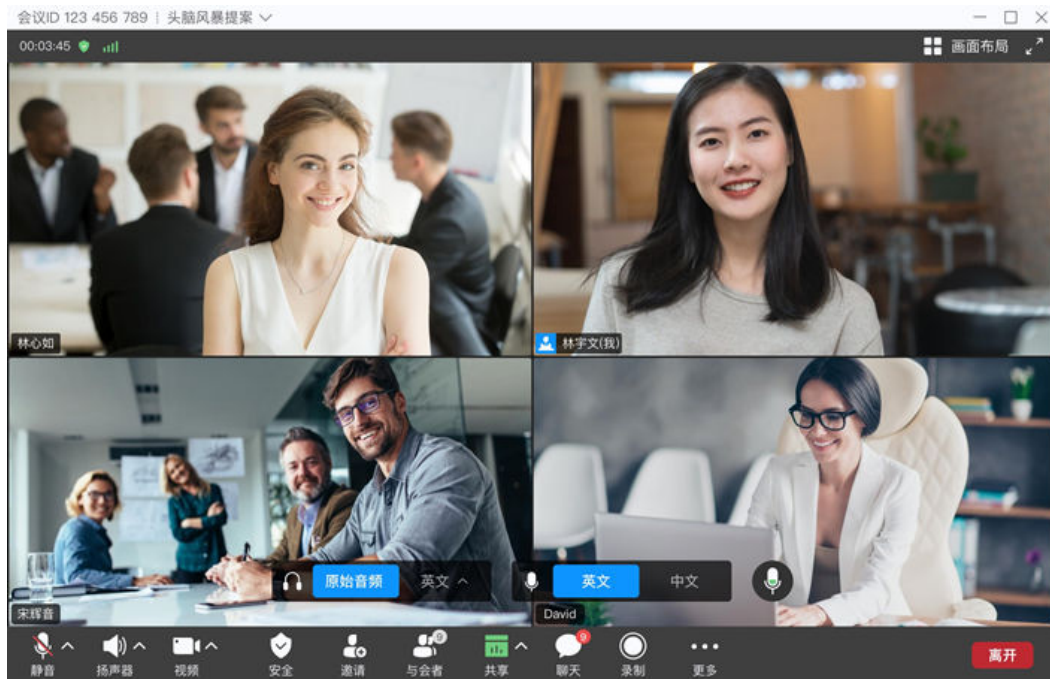 会议ID 123 456 789 | 头脑风暴提案
00:03:45
画面布局
林心如
林宇文(我)
原始音频
英文
英文
中文
宋辉音
David
9
9
静音
扬声器
视频
安全
邀请
与会者
共享
聊天
录制
更多
离开